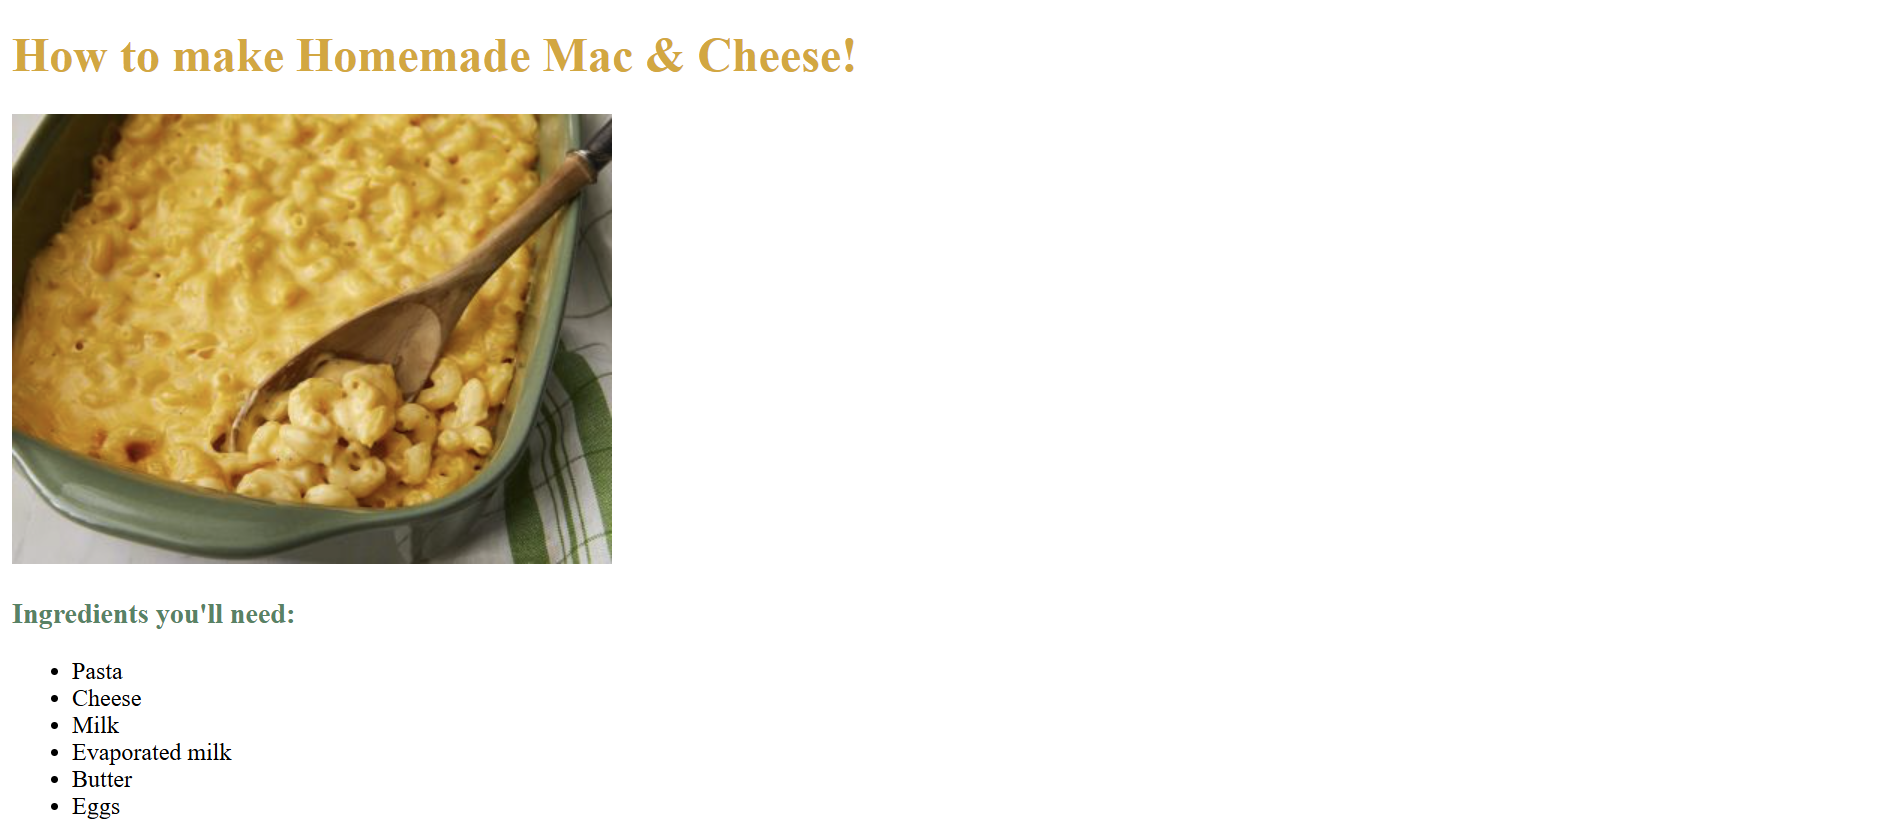 How to make Homemade Mac & Cheese!
Ingredients you'll need:
Pasta
Cheese
Milk
Evaporated milk
Butter
Eggs